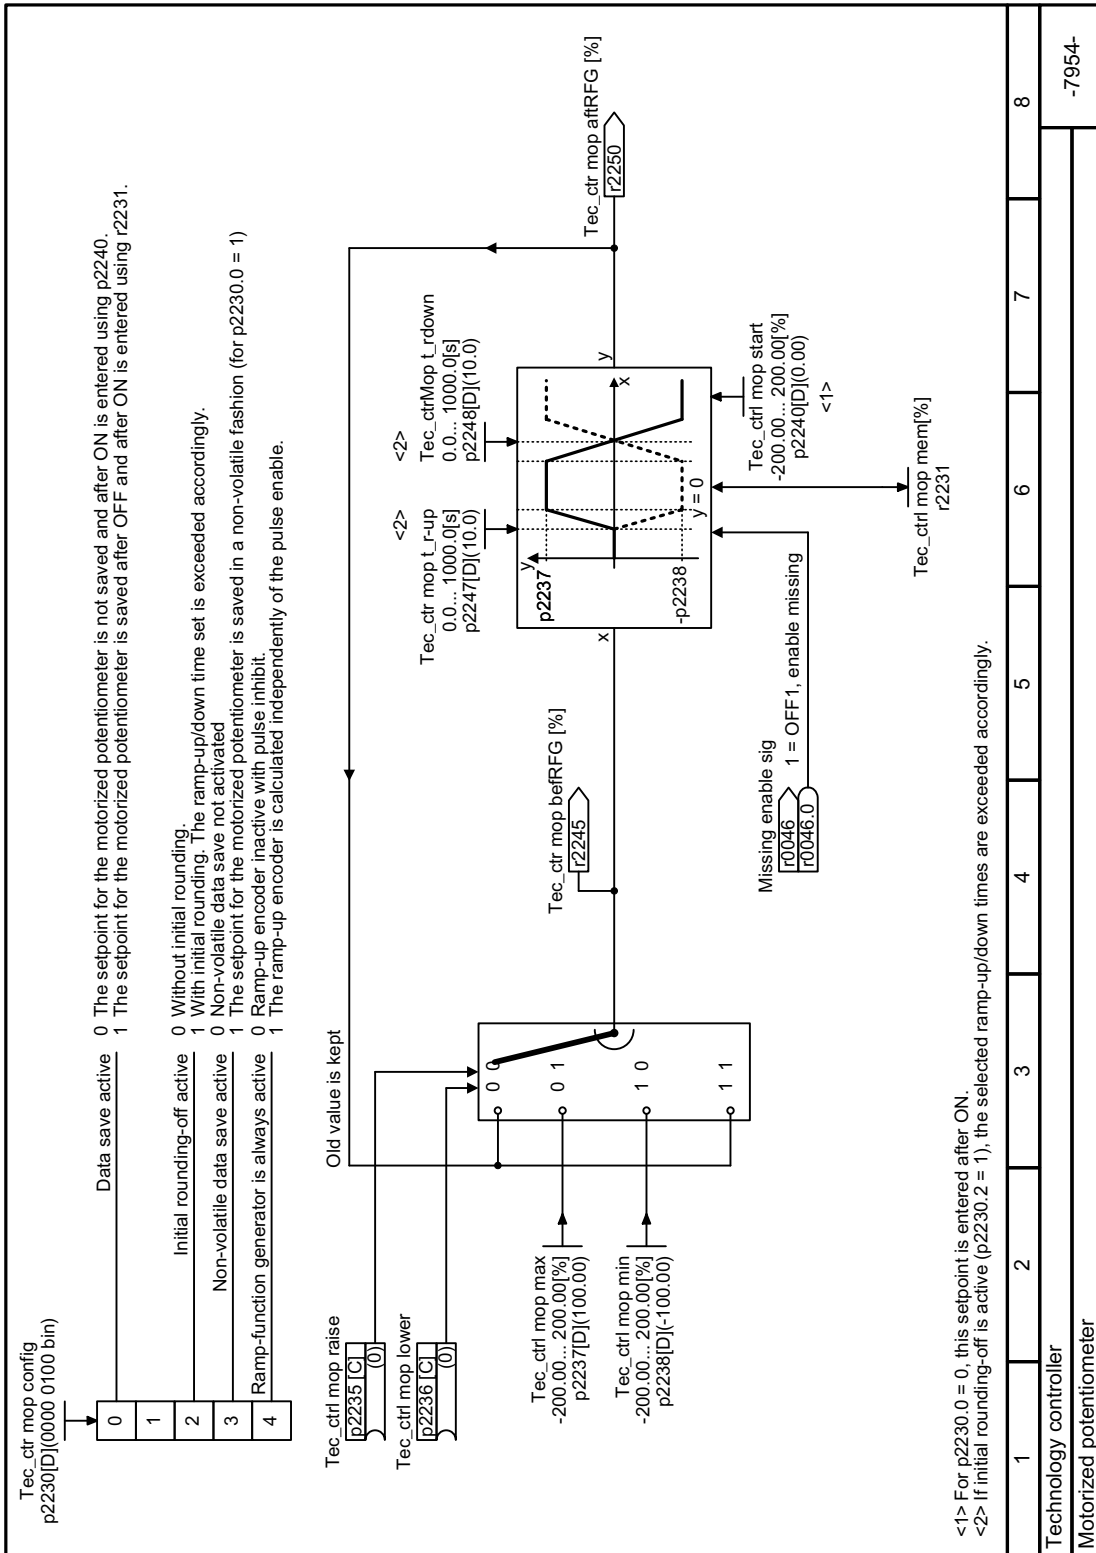 Tec_ctr mop config
p2230[D](0000 0100 bin)
0
1
2
3
4
Data save active
0 The setpoint for the motorized potentiometer is not saved and after ON is entered using p2240.
1 The setpoint for the motorized potentiometer is saved after OFF and after ON is entered using r2231.
Initial rounding-off active
0 Without initial rounding.
1 With initial rounding. The ramp-up/down time set is exceeded accordingly.
Non-volatile data save active
0 Non-volatile data save not activated
1 The setpoint for the motorized potentiometer is saved in a non-volatile fashion (for p2230.0 = 1)
Ramp-function generator is always active
0 Ramp-up encoder inactive with pulse inhibit.
1 The ramp-up encoder is calculated independently of the pulse enable.
Tec_ctrl mop raise
p2235 [C]
(0)
Tec_ctrl mop lower
p2236 [C]
(0)
Old value is kept
Tec_ctrl mop max
-200.00... 200.00[%]
p2237[D](100.00)
Tec_ctrl mop min
-200.00... 200.00[%]
p2238[D](-100.00)
0 0
0 1
1 0
1 1
Tec_ctr mop befRFG [%]
r2245
Missing enable sig
r0046
r0046.0
1 = OFF1, enable missing
<2>
Tec_ctr mop t_r-up
0.0... 1000.0[s]
p2247[D](10.0)
<2>
Tec_ctrMop t_rdown
0.0... 1000.0[s]
p2248[D](10.0)
x
y
p2237
-p2238
y = 0
x
y
Tec_ctrl mop start
-200.00... 200.00[%]
p2240[D](0.00)
<1>
Tec_ctrl mop mem[%]
r2231
Tec_ctr mop aftRFG [%]
r2250
<1> For p2230.0 = 0, this setpoint is entered after ON.
<2> If initial rounding-off is active (p2230.2 = 1), the selected ramp-up/down times are exceeded accordingly.
1 2 3 4 5 6 7 8
Technology controller
Motorized potentiometer
-7954-